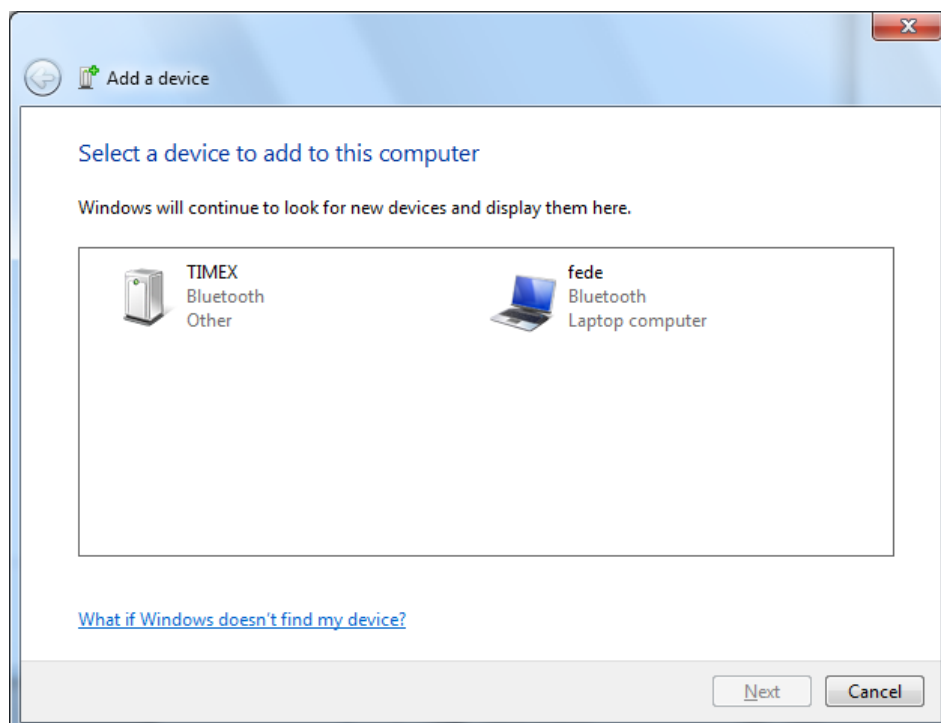 Add a device
Select a device to add to this computer
Windows will continue to look for new devices and display them here.
TIMEX
Bluetooth
Other
fede
Bluetooth
Laptop computer
What if Windows doesn't find my device?
Next
Cancel